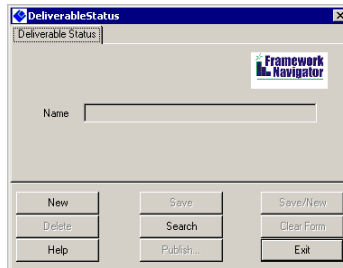 DeliverableStatus
Deliverable Status
Framework
Navigator
Name
New
Save
Save/New
Delete
Search
Clear Form
Help
Publish...
Exit